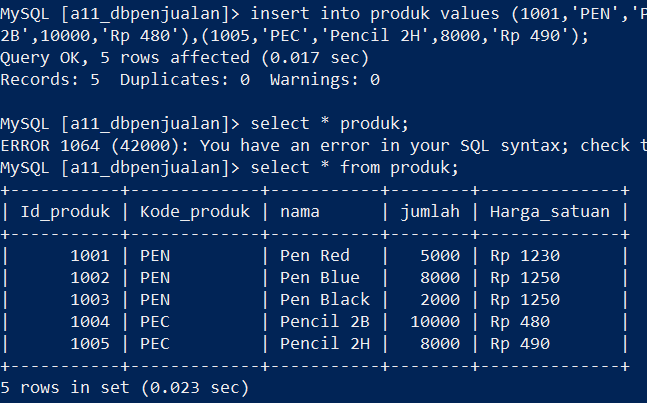 MySQL [a11_dbpenjualan]> insert into produk values (1001,'PEN','P
2B',10000,'Rp 480'),(1005,'PEC','Pencil 2H',8000,'Rp 490');
Query OK, 5 rows affected (0.017 sec)
Records: 5  Duplicates: 0  Warnings: 0

MySQL [a11_dbpenjualan]> select * produk;
ERROR 1064 (42000): You have an error in your SQL syntax; check t
MySQL [a11_dbpenjualan]> select * from produk;
+-----------+-------------+-----------+--------+--------------+
| Id_produk | Kode_produk | nama      | jumlah | Harga_satuan |
+-----------+-------------+-----------+--------+--------------+
|      1001 | PEN         | Pen Red   |   5000 | Rp 1230      |
|      1002 | PEN         | Pen Blue  |   8000 | Rp 1250      |
|      1003 | PEN         | Pen Black |   2000 | Rp 1250      |
|      1004 | PEC         | Pencil 2B |  10000 | Rp 480       |
|      1005 | PEC         | Pencil 2H |   8000 | Rp 490       |
+-----------+-------------+-----------+--------+--------------+
5 rows in set (0.023 sec)